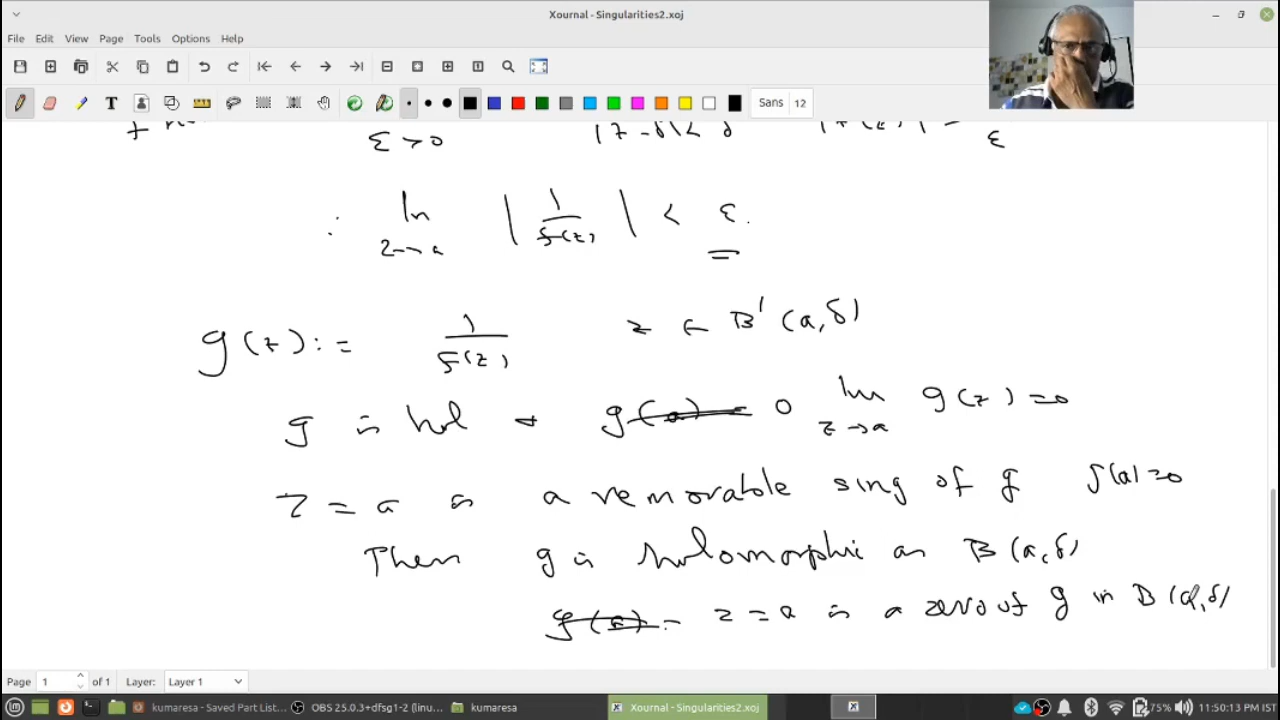 Xournal - Singularities2.xoj
File Edit View Page Tools Options Help
T Sans 12
ε > 0 |z - a| < δ |f(z)| ε
∴ lim z→a | 1/f(z) | < ε.
g(z) := 1/f(z) z ∈ B'(a,δ)
g is hol + g(a) = 0 lim z→a g(z) = 0
z = a is a removable sing of g g(a) = 0
Then g is holomorphic on B(a,δ)
g(a) = z = a is a zero of g in B(a,δ)
Page 1 of 1 Layer: Layer 1
kumaresa - Saved Part List... OBS 25.0.3+dfsg1-2 (linu... kumaresa Xournal - Singularities2.xoj 75% 11:50:13 PM IST